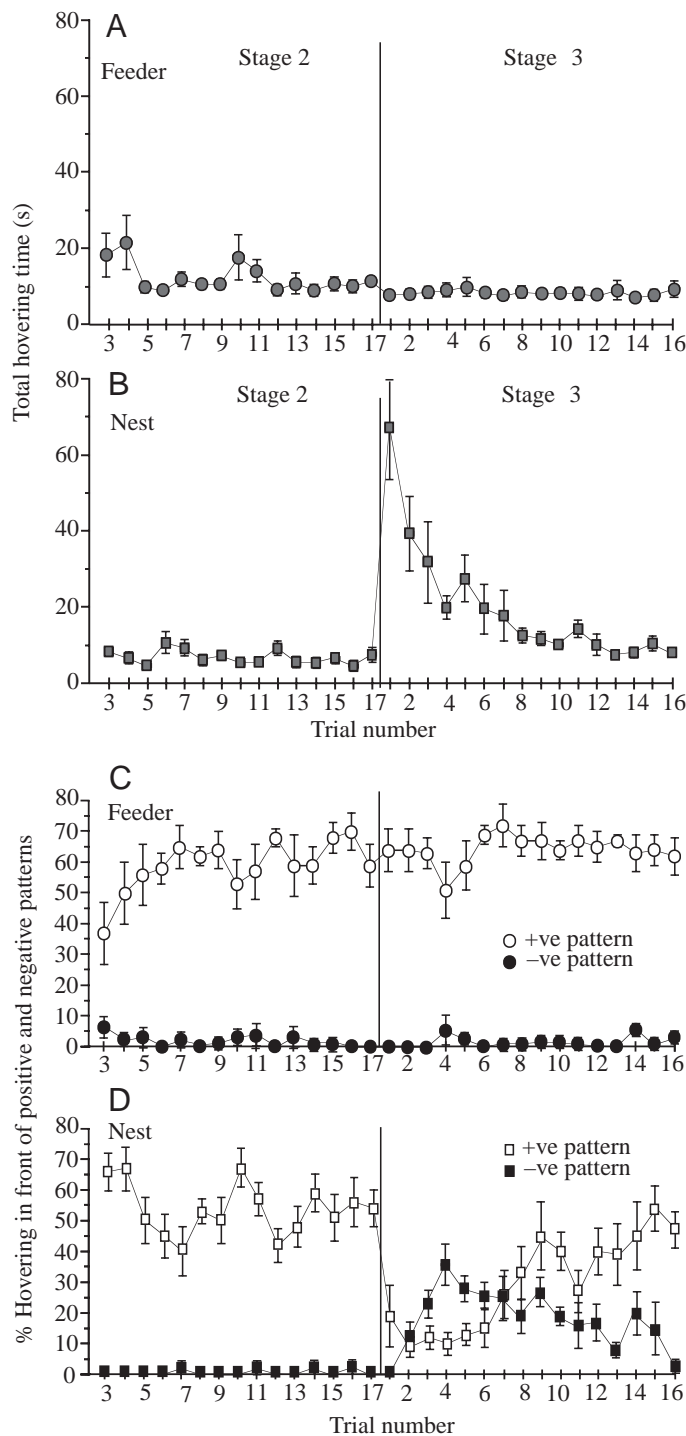 A
Feeder
Stage 2
Stage 3
80
60
40
20
0
3 5 7 9 11 13 15 17 2 4 6 8 10 12 14 16
Total hovering time (s)
B
Nest
Stage 2
Stage 3
80
60
40
20
0
3 5 7 9 11 13 15 17 2 4 6 8 10 12 14 16
Trial number
C
Feeder
80
70
60
50
40
30
20
10
0
+ve pattern
–ve pattern
3 5 7 9 11 13 15 17 2 4 6 8 10 12 14 16
% Hovering in front of positive and negative patterns
D
Nest
80
70
60
50
40
30
20
10
0
+ve pattern
–ve pattern
3 5 7 9 11 13 15 17 2 4 6 8 10 12 14 16
Trial number